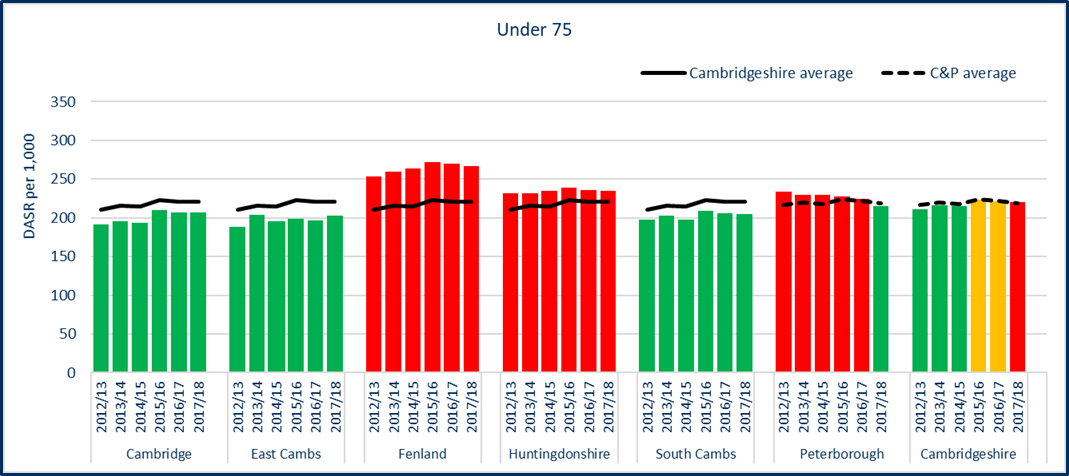 Under 75
Cambridgeshire average C&P average
DASR per 1,000
350
300
250
200
150
100
50
0
2012/13 2013/14 2014/15 2015/16 2016/17 2017/18 2012/13 2013/14 2014/15 2015/16 2016/17 2017/18 2012/13 2013/14 2014/15 2015/16 2016/17 2017/18 2012/13 2013/14 2014/15 2015/16 2016/17 2017/18 2012/13 2013/14 2014/15 2015/16 2016/17 2017/18 2012/13 2013/14 2014/15 2015/16 2016/17 2017/18 2012/13 2013/14 2014/15 2015/16 2016/17 2017/18
Cambridge East Cambs Fenland Huntingdonshire South Cambs Peterborough Cambridgeshire